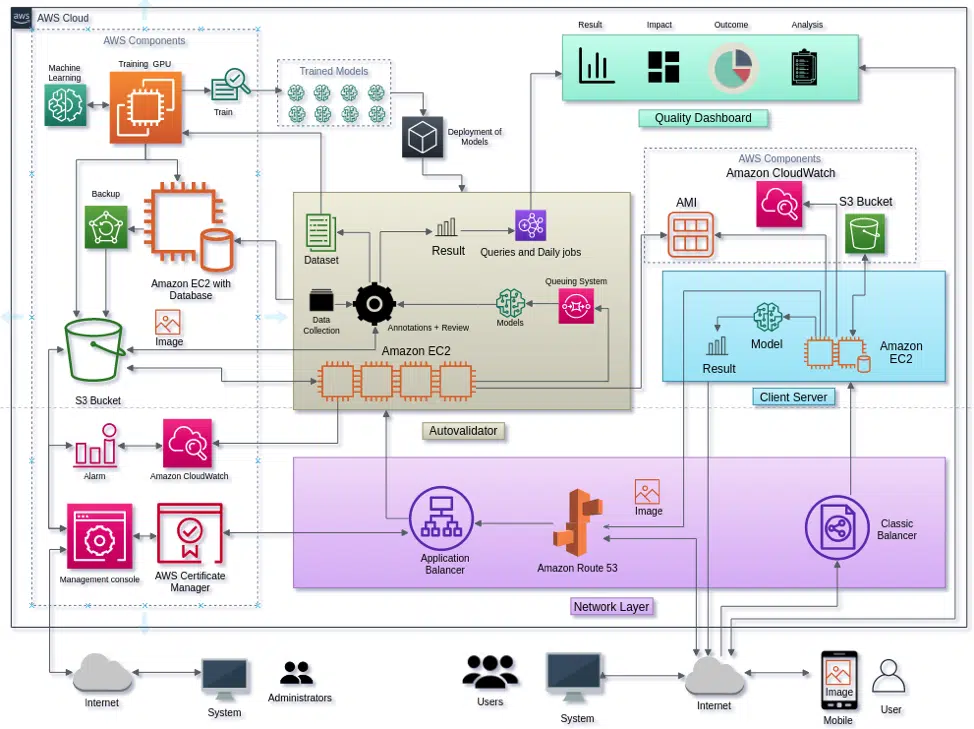 aws
AWS Cloud
Result
Impact
Outcome
Analysis
Quality Dashboard
AWS Components
Machine
Learning
Training GPU
Train
Trained Models
Deployment of
Models
Backup
Amazon EC2 with
Database
Image
S3 Bucket
Alarm
Amazon CloudWatch
Management console
AWS Certificate
Manager
Dataset
Result
Queries and Daily jobs
Data
Collection
Annotations + Review
Models
Queuing System
Amazon EC2
Autovalidator
AWS Components
Amazon CloudWatch
AMI
S3 Bucket
Model
Result
Amazon
EC2
Client Server
Application
Balancer
Amazon Route 53
Image
Classic
Balancer
Network Layer
Internet
System
Administrators
Users
System
Internet
Image
Mobile
User